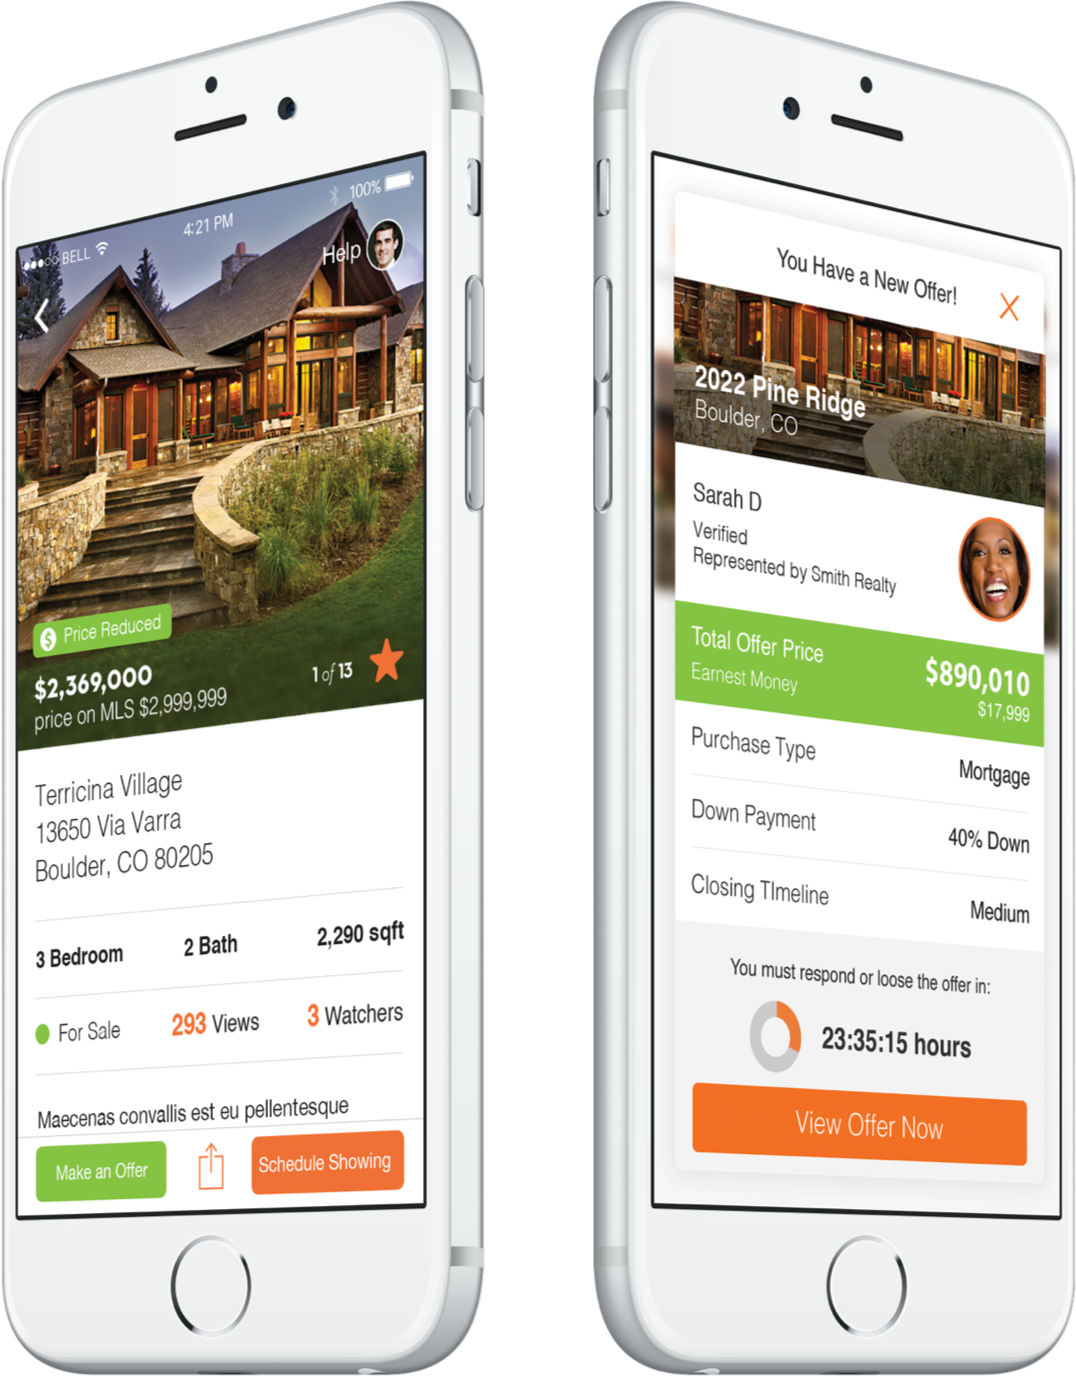 BELL
4:21 PM
100%
Help
Price Reduced
$2,369,000
price on MLS $2,999,999
1 of 13
Terricina Village
13650 Via Varra
Boulder, CO 80205
3 Bedroom 2 Bath 2,290 sqft
For Sale 293 Views 3 Watchers
Maecenas convallis est eu pellentesque
Make an Offer
Schedule Showing
You Have a New Offer!
2022 Pine Ridge
Boulder, CO
Sarah D
Verified
Represented by Smith Realty
Total Offer Price $890,010
Earnest Money $17,999
Purchase Type Mortgage
Down Payment 40% Down
Closing TImeline Medium
You must respond or loose the offer in:
23:35:15 hours
View Offer Now